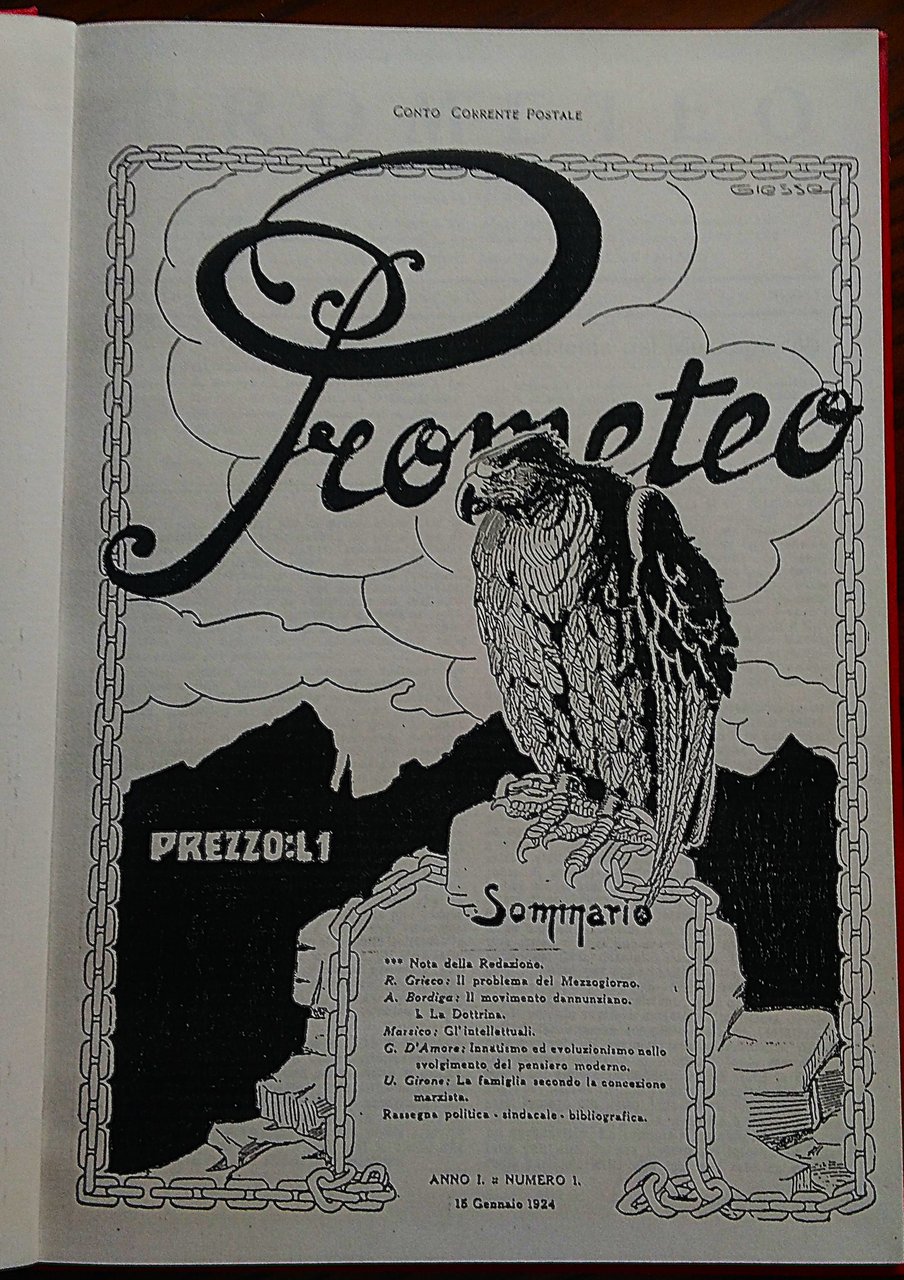 CONTO CORRENTE POSTALE
GIESSE
Prometeo
PREZZO: L1
Sommario
*** Nota della Redazione.
R. Grieco: Il problema del Mezzogiorno.
A. Bordiga: Il movimento dannunziano.
I. La Dottrina.
Marsico: Gl'intellettuali.
G. D'Amore: Innatismo ed evoluzionismo nello
svolgimento del pensiero moderno.
U. Girone: La famiglia secondo la concezione
marxista.
Rassegna politica - sindacale - bibliografica.
ANNO I. = NUMERO 1.
15 Gennaio 1924